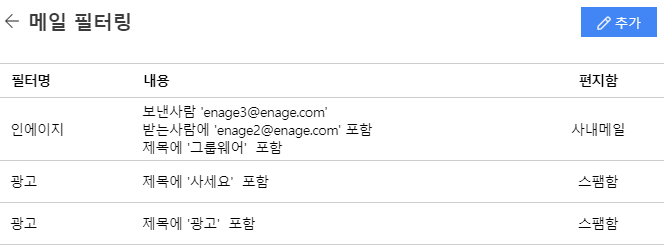 ← 메일 필터링
추가
필터명 내용 편지함
보낸사람 'enage3@enage.com'
인에이지 받는사람에 'enage2@enage.com' 포함 사내메일
제목에 '그룹웨어' 포함
광고 제목에 '사세요' 포함 스팸함
광고 제목에 '광고' 포함 스팸함